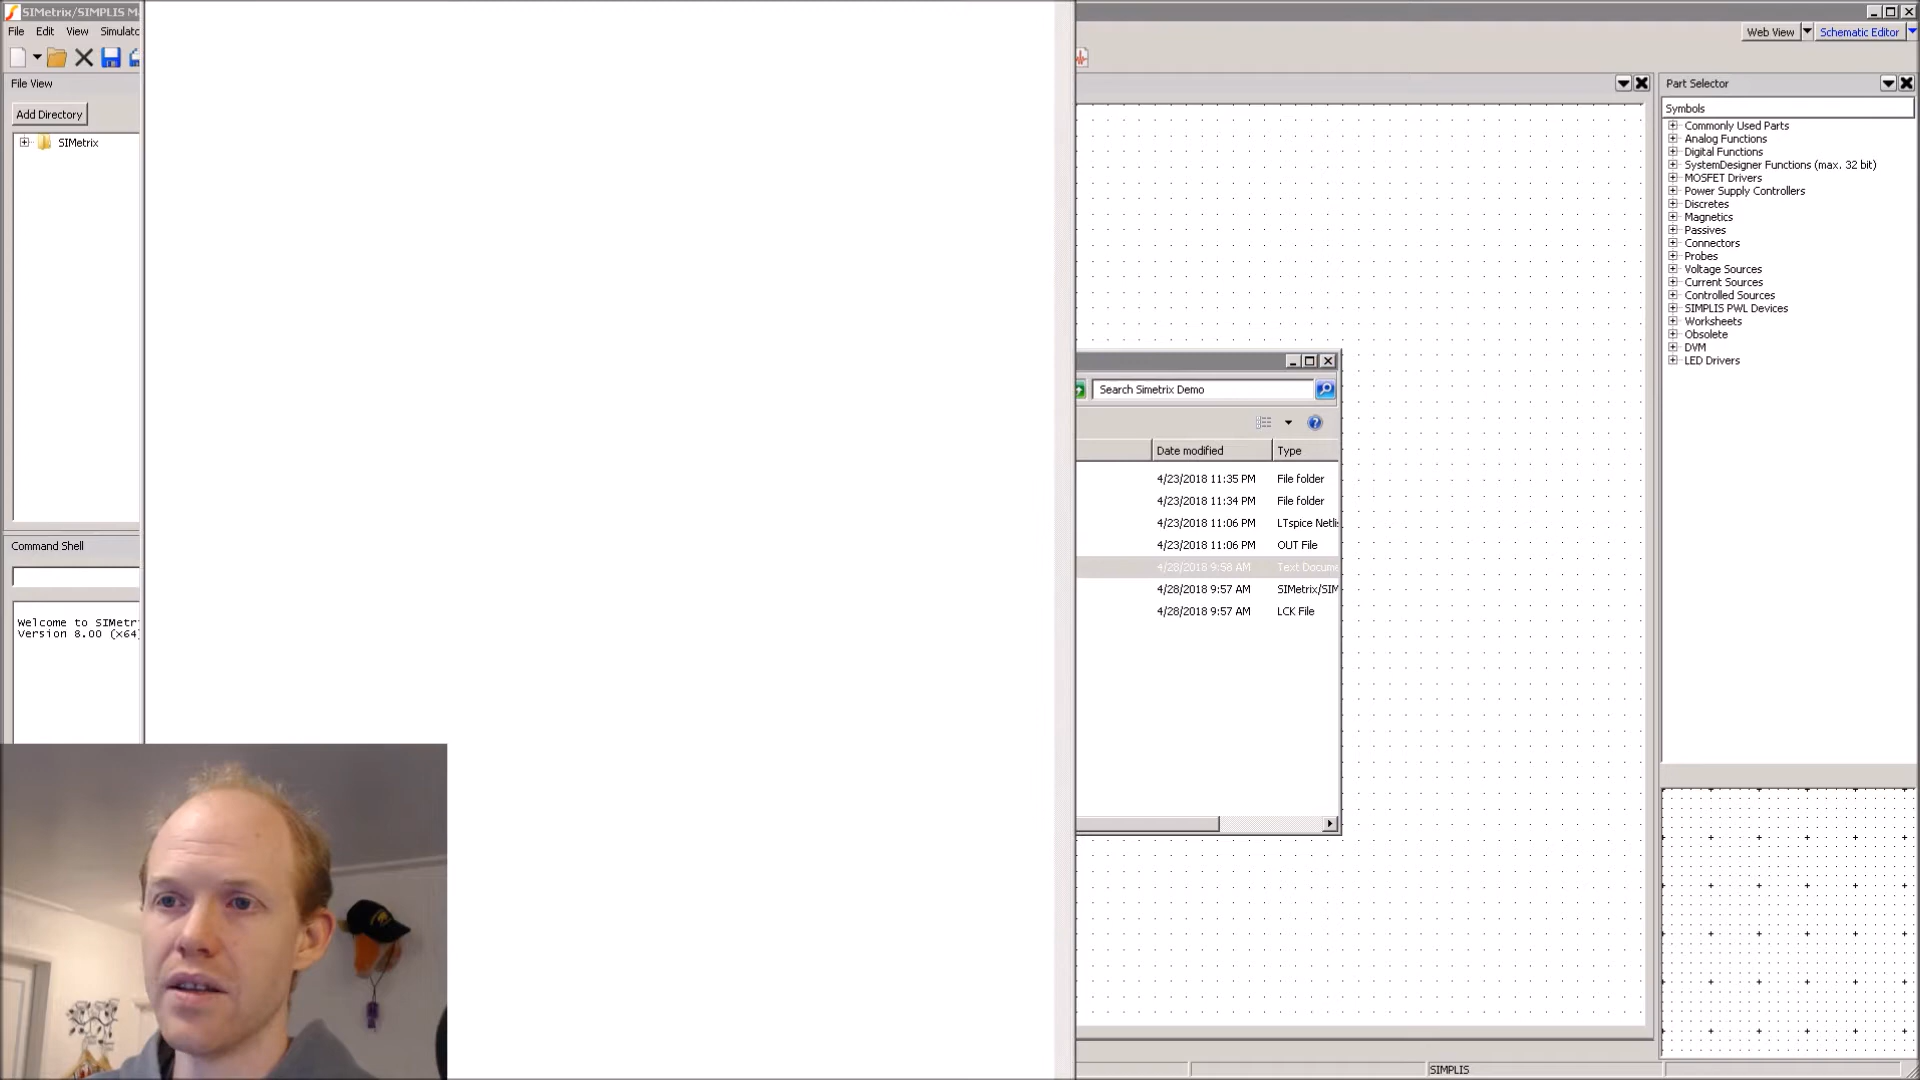 SIMetrix/SIMPLIS
File Edit View
Web View
Schematic Editor
File View
Add Directory
SIMetrix
Command Shell
Welcome to
Version 8.00 (x64
Search Simetrix Demo
Date modified Type
4/23/2018 11:35 PM File folder
4/23/2018 11:34 PM File folder
4/23/2018 11:06 PM LTspice
4/23/2018 11:06 PM OUT File
4/28/2018 9:58 AM Text
4/28/2018 9:57 AM
4/28/2018 9:57 AM LCK File
Part Selector
Symbols
Commonly Used Parts
Analog Functions
Digital Functions
SystemDesigner Functions (max. 32 bit)
MOSFET Drivers
Power Supply Controllers
Discretes
Magnetics
Passives
Connectors
Probes
Voltage Sources
Current Sources
Controlled Sources
SIMPLIS PWL Devices
Worksheets
Obsolete
DVM
LED Drivers
SIMPLIS